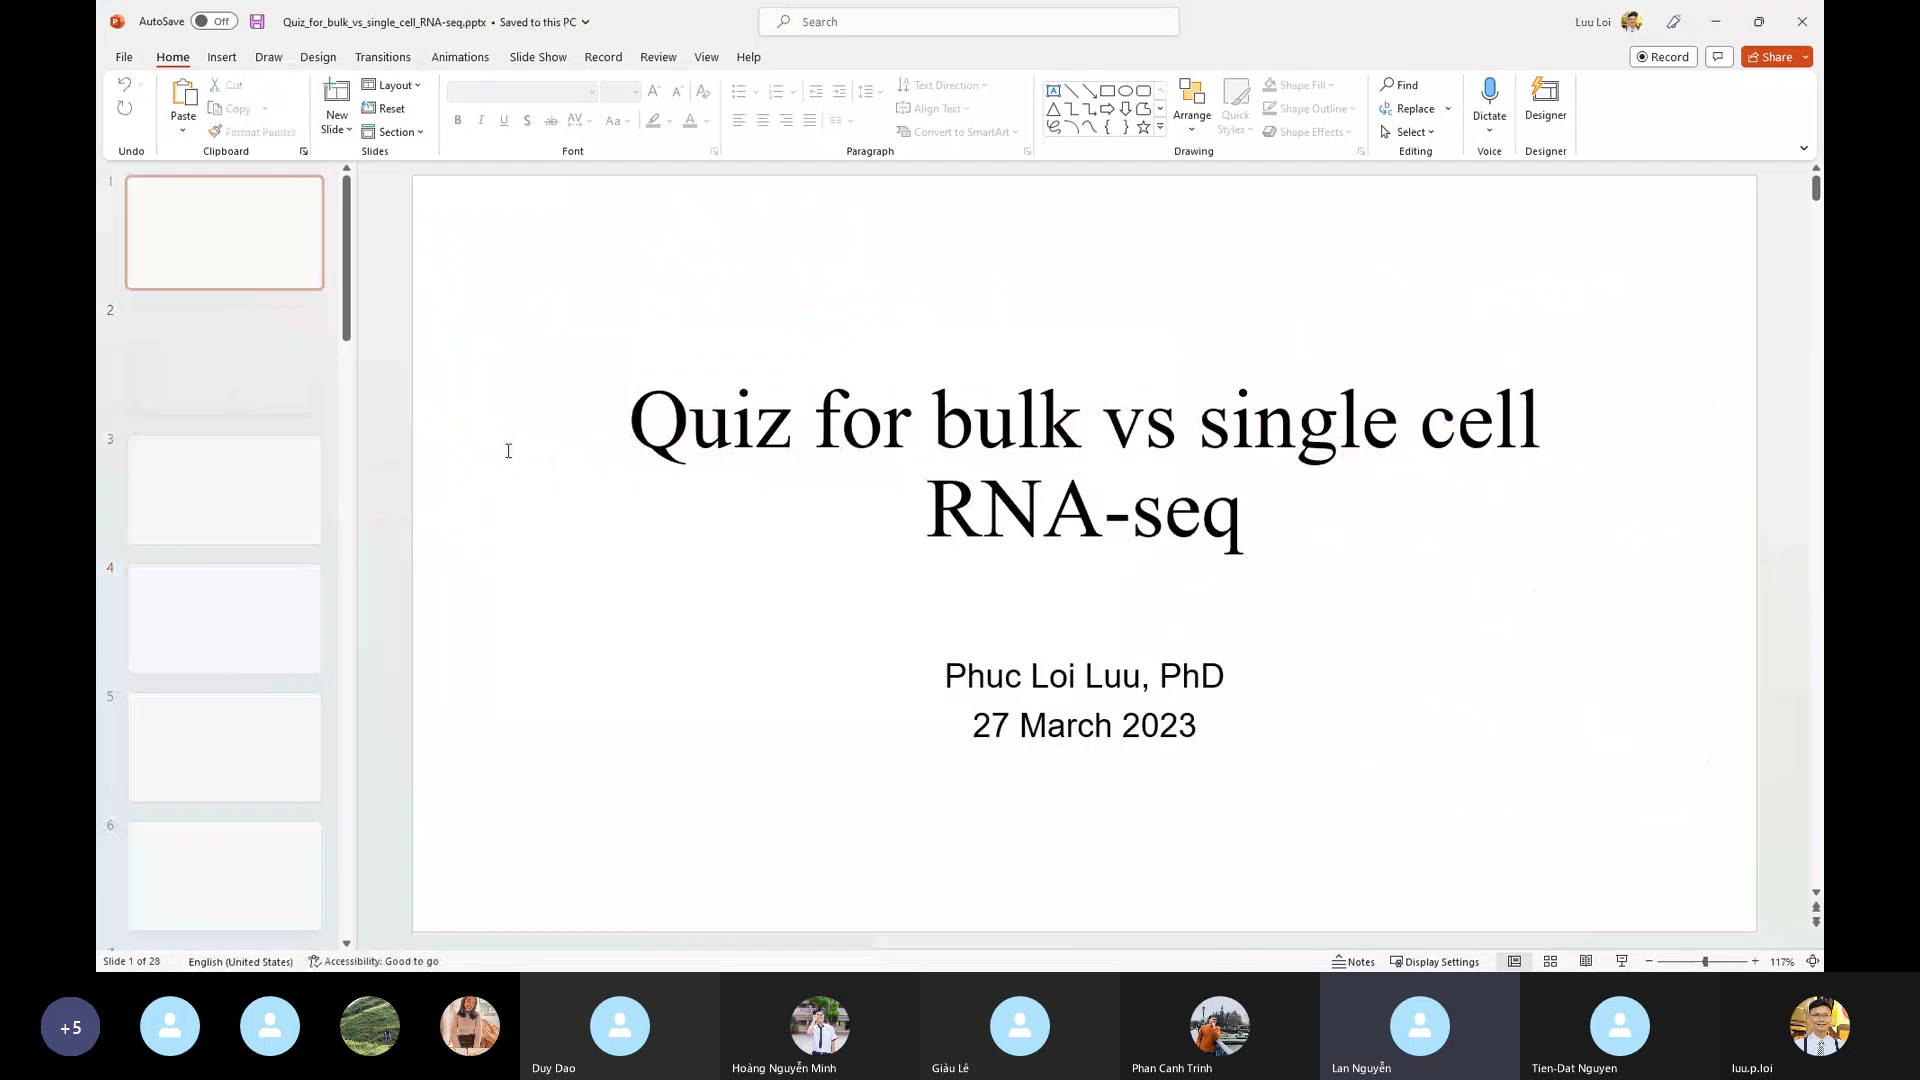 AutoSave Off Quiz_for_bulk_vs_single_cell_RNA-seq.pptx • Saved to this PC Search Luu Loi
File Home Insert Draw Design Transitions Animations Slide Show Record Review View Help Record Share
Undo
Paste Cut Copy Format Painter
Clipboard
New Slide Layout Reset Section
Slides
Font
Text Direction Align Text Convert to SmartArt
Paragraph
Arrange Quick Styles Shape Fill Shape Outline Shape Effects
Drawing
Find Replace Select
Editing
Dictate
Voice
Designer
Designer
1
2
3
4
5
6
Quiz for bulk vs single cell
RNA-seq
Phuc Loi Luu, PhD
27 March 2023
Slide 1 of 28 English (United States) Accessibility: Good to go Notes Display Settings 117%
+5
Duy Dao Hoàng Nguyễn Minh Giàu Lê Phan Canh Trinh Lan Nguyễn Tien-Dat Nguyen luu.p.loi